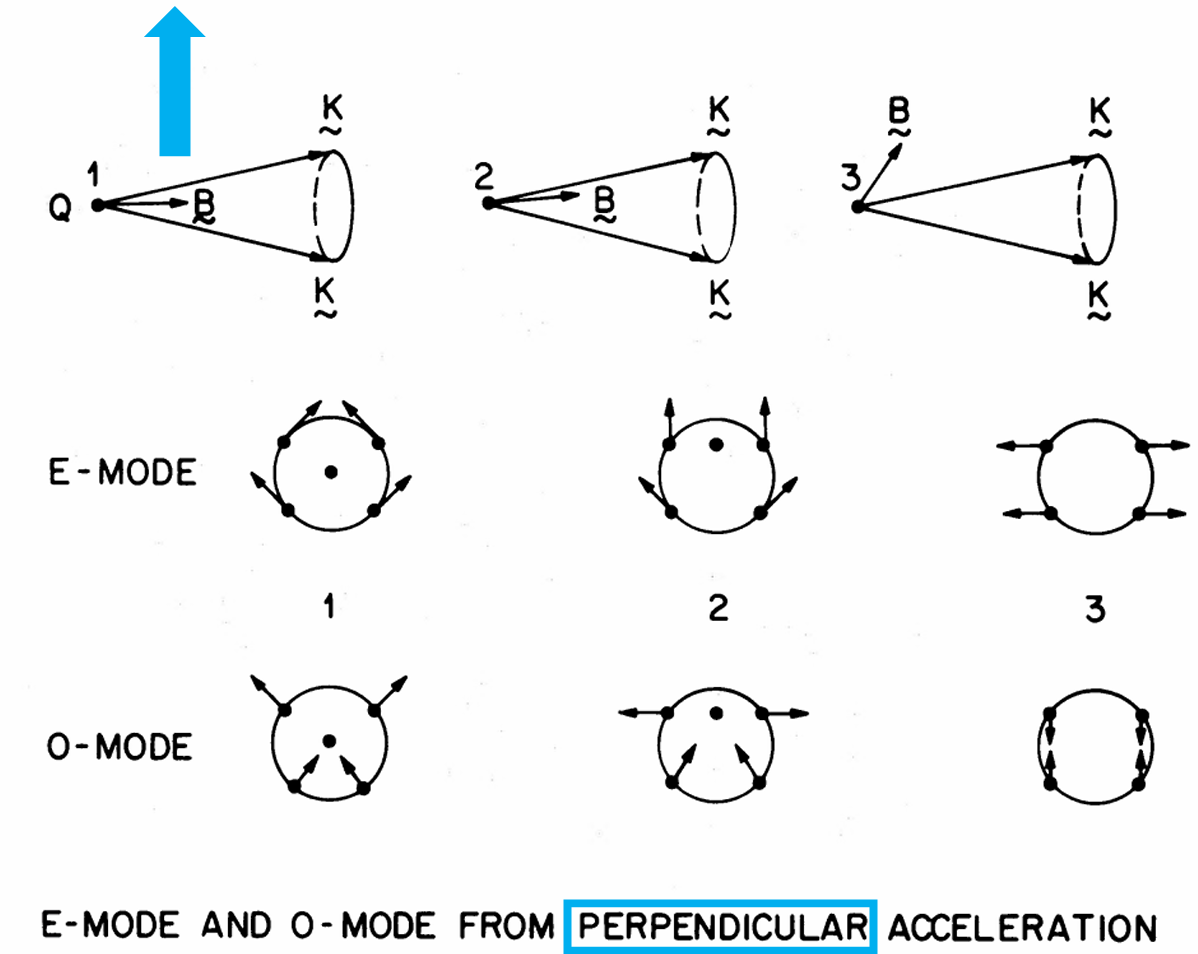 K K K
B
1 2 3
Q B B
K K K
E-MODE
1 2 3
O-MODE
E-MODE AND O-MODE FROM PERPENDICULAR ACCELERATION